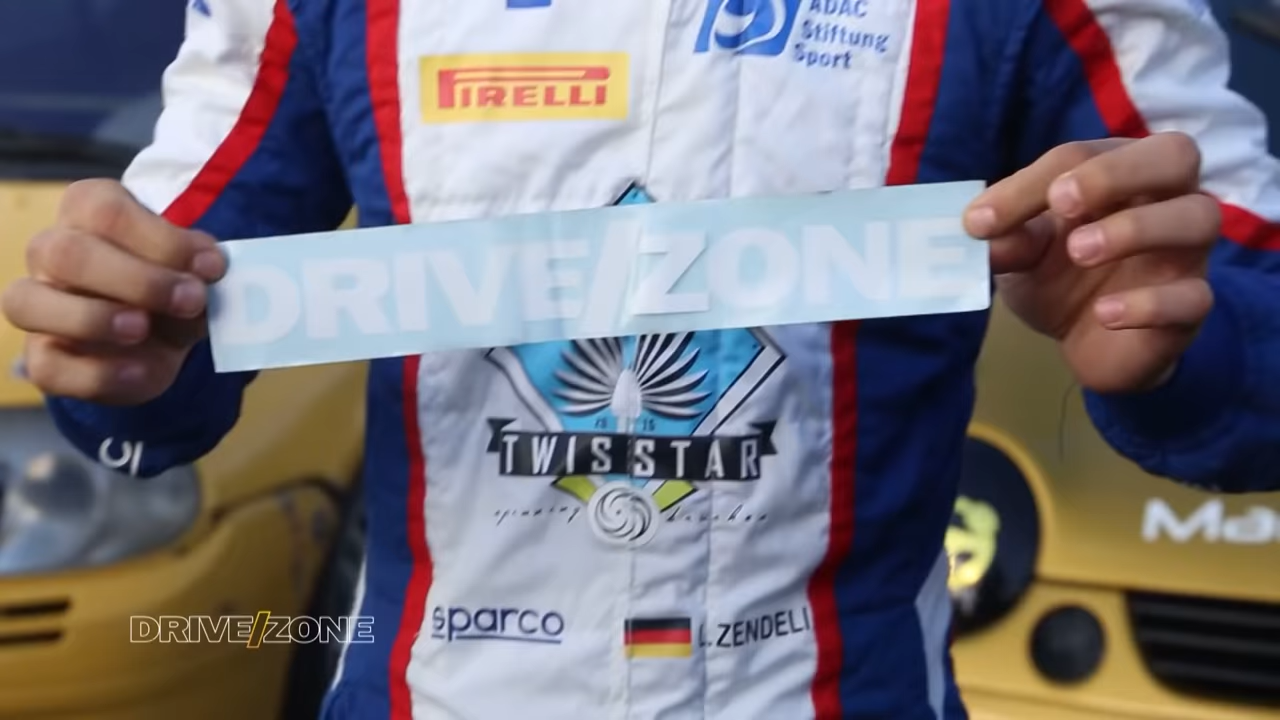 ADAC
Stiftung
Sport
PIRELLI
DRIVE/ZONE
TWISSTAR
sparco
L. ZENDELI
DRIVE/ZONE